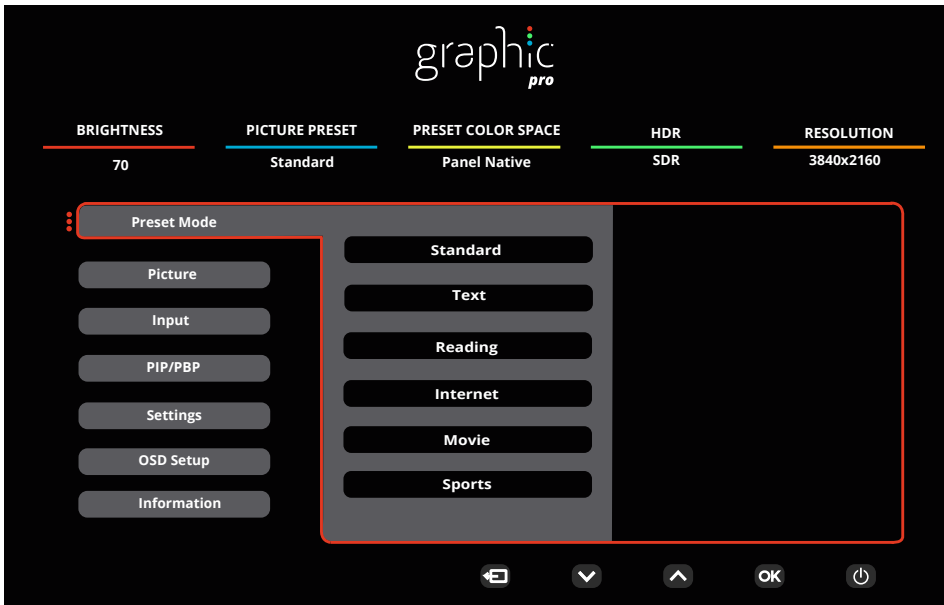 graphic
pro
BRIGHTNESS PICTURE PRESET PRESET COLOR SPACE HDR RESOLUTION
70 Standard Panel Native SDR 3840x2160
Preset Mode
Standard
Picture
Text
Input
Reading
PIP/PBP
Internet
Settings
Movie
OSD Setup
Sports
Information
OK